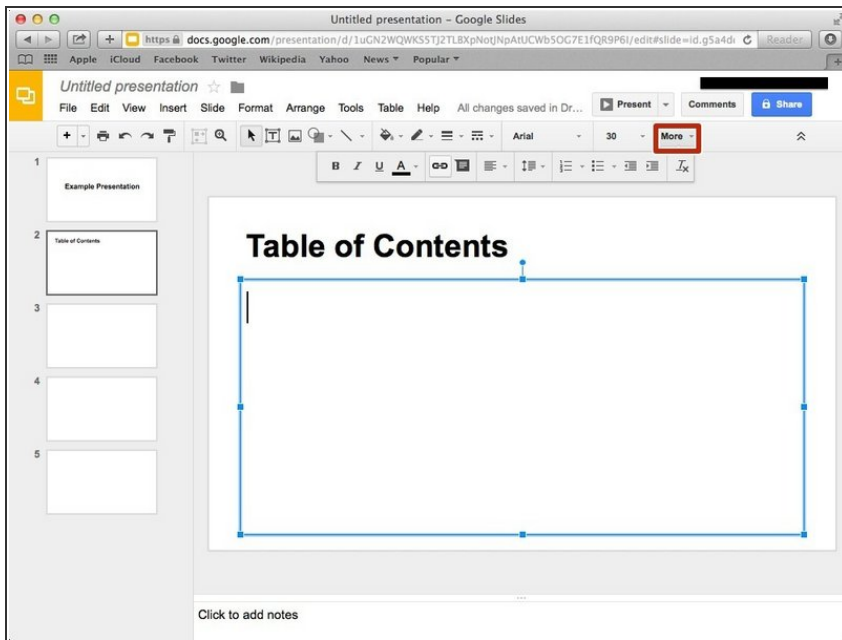 Untitled presentation – Google Slides
https docs.google.com/presentation/d/1uGN2WQWKS5TJ2TLBXpNotJNpAtUCWb5OG7E1fQR9P6I/edit#slide=id.g5a4d Reader
Apple iCloud Facebook Twitter Wikipedia Yahoo News Popular
Untitled presentation
File Edit View Insert Slide Format Arrange Tools Table Help All changes saved in Dr... Present Comments Share
Arial 30 More
B I U A
1
Example Presentation
2
Table of Contents
3
4
5
Table of Contents
Click to add notes